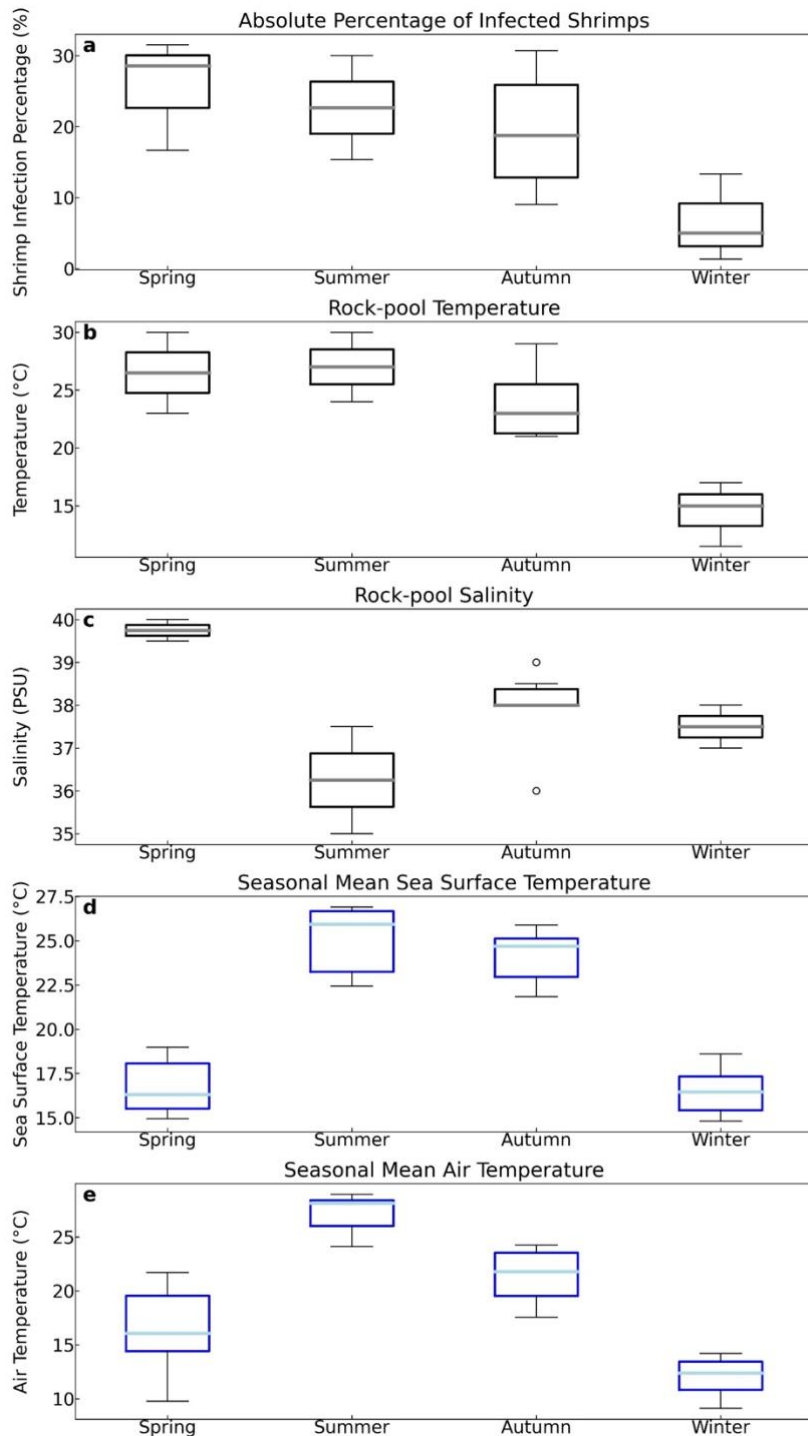 Absolute Percentage of Infected Shrimps
a
Shrimp Infection Percentage (%)
30
20
10
0
Spring Summer Autumn Winter
Rock-pool Temperature
b
Temperature (°C)
30
25
20
15
Spring Summer Autumn Winter
Rock-pool Salinity
c
Salinity (PSU)
40
39
38
37
36
35
Spring Summer Autumn Winter
Seasonal Mean Sea Surface Temperature
d
Sea Surface Temperature (°C)
27.5
25.0
22.5
20.0
17.5
15.0
Spring Summer Autumn Winter
Seasonal Mean Air Temperature
e
Air Temperature (°C)
25
20
15
10
Spring Summer Autumn Winter